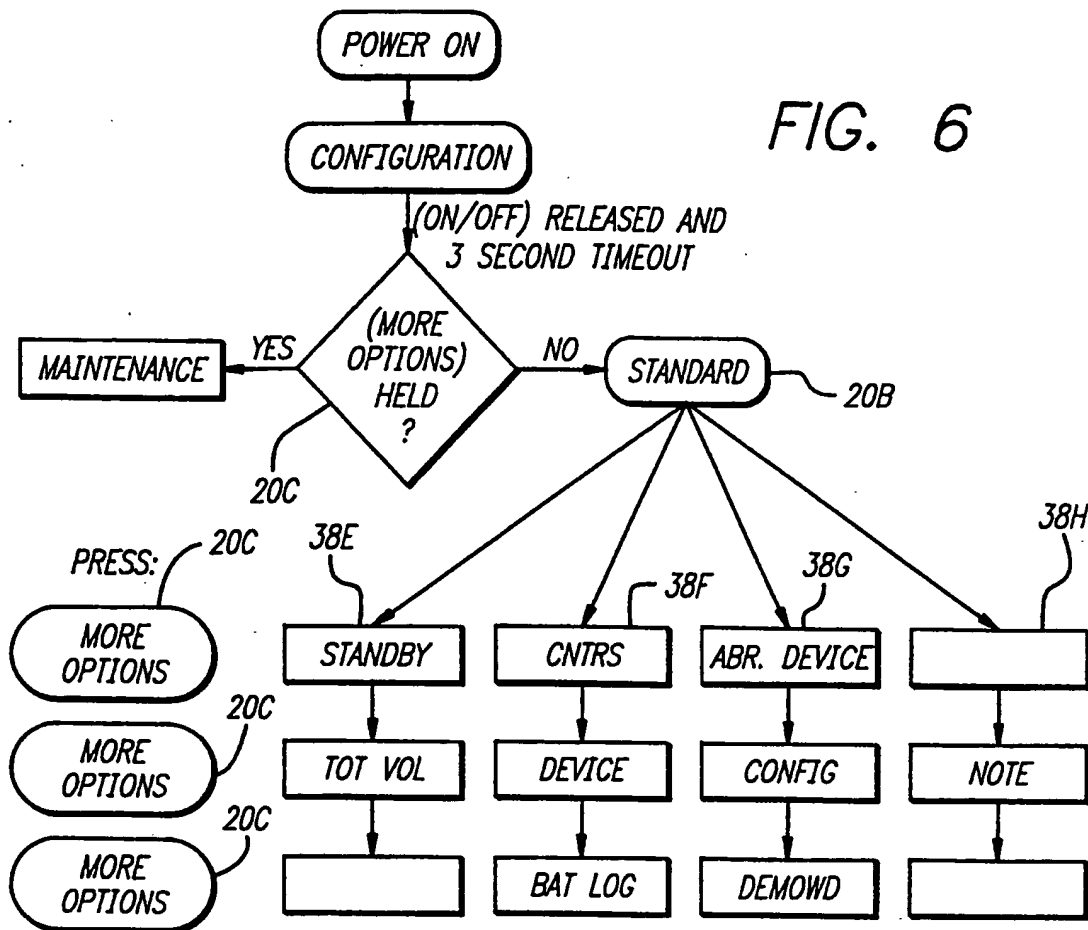 POWER ON
FIG. 6
CONFIGURATION
(ON/OFF) RELEASED AND
3 SECOND TIMEOUT
(MORE
OPTIONS)
HELD
?
YES
NO
MAINTENANCE
STANDARD
20B
20C
PRESS:
20C
38E
38F
38G
38H
MORE
OPTIONS
STANDBY
CNTRS
ABR. DEVICE
20C
MORE
OPTIONS
TOT VOL
DEVICE
CONFIG
NOTE
20C
MORE
OPTIONS
BAT LOG
DEMOWD